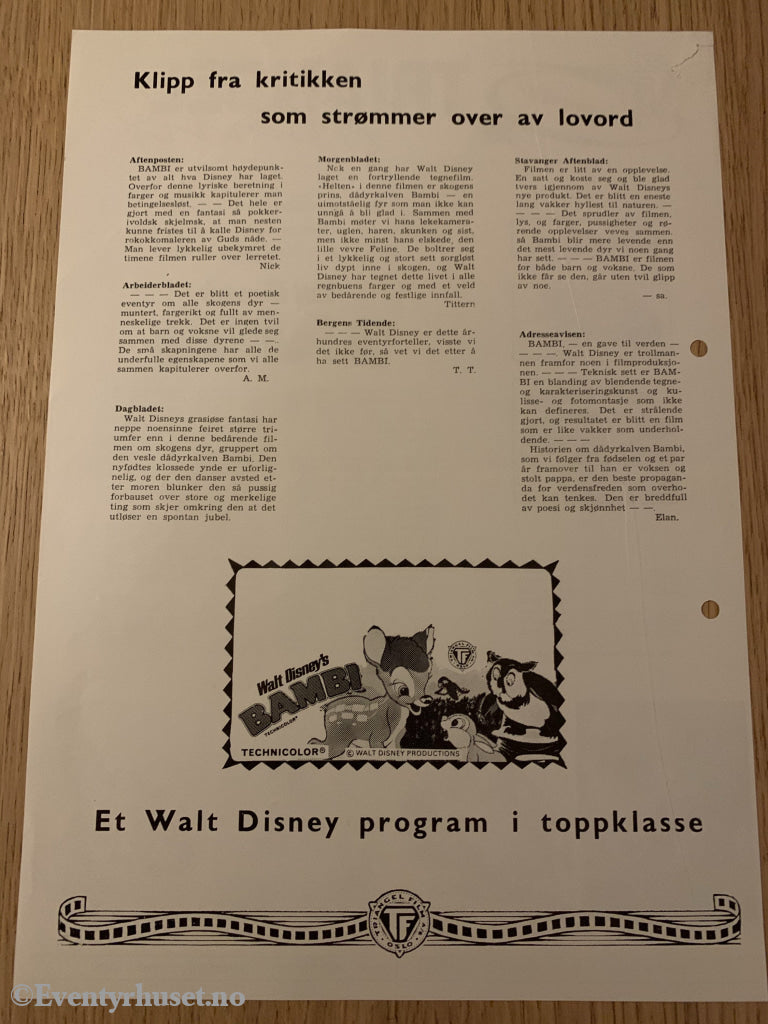 Klipp fra kritikken
som strømmer over av lovord
Aftenposten:
BAMBI er utvilsomt høydepunk-
tet av alt hva Disney har laget.
Overfor denne lyriske beretning i
farger og musikk kapitulerer man
betingelsesløst. — — Det hele er
gjort med en fantasi så pokker-
ivoldsk skjelmsk, at man nesten
kunne fristes til å kalle Disney for
rokokkomaleren av Guds nåde. —
Man lever lykkelig ubekymret de
timene filmen ruller over lerretet.
Nick
Arbeiderbladet:
— — — Det er blitt et poetisk
eventyr om alle skogens dyr —
muntert, fargerikt og fullt av men-
neskelige trekk. Det er ingen tvil
om at barn og voksne vil glede seg
sammen med disse dyrene — —.
De små skapningene har alle de
underfulle egenskapene som vi alle
sammen kapitulerer overfor.
A. M.
Dagbladet:
Walt Disneys grasiøse fantasi har
neppe noensinne feiret større tri-
umfer enn i denne bedårende fil-
men om skogens dyr, gruppert om
den vesle dådyrkalven Bambi. Den
nyfødtes klossede ynde er uforlig-
nelig, og der den danser avsted et-
ter moren blunker den så pussig
forbauset over store og merkelige
ting som skjer omkring den at det
utløser en spontan jubel.
Morgenbladet:
Nok en gang har Walt Disney
laget en fortryllende tegnefilm.
«Helten» i denne filmen er skogens
prins, dådyrkalven Bambi — en
uimotståelig fyr som man ikke kan
unngå å bli glad i. Sammen med
Bambi møter vi hans lekekamera-
ter, uglen, haren, skunken og sist,
men ikke minst hans elskede, den
lille vevre Feline. De boltrer seg
i et lykkelig og stort sett sorgløst
liv dypt inne i skogen, og Walt
Disney har tegnet dette livet i alle
regnbuens farger og med et veld
av bedårende og festlige innfall.
Tittern
Bergens Tidende:
— — — Walt Disney er dette år-
hundres eventyrforteller, visste vi
det ikke før, så vet vi det etter å
ha sett BAMBI.
T. T.
Stavanger Aftenblad:
Filmen er litt av en opplevelse.
En satt og koste seg og ble glad
tvers igjennom av Walt Disneys
nye produkt. Det er blitt en eneste
lang vakker hyllest til naturen. —
— — — Det sprudler av filmen,
lys, og farger, pussigheter og rø-
rende opplevelser veves sammen,
så Bambi blir mere levende enn
det mest levende dyr vi noen gang
har sett. — — — BAMBI er filmen
for både barn og voksne. De som
ikke får se den, går uten tvil glipp
av noe.
— sa.
Adresseavisen:
BAMBI, — en gave til verden —
— — —. Walt Disney er trollman-
nen framfor noen i filmproduksjo-
nen. — — — Teknisk sett er BAM-
BI en blanding av blendende tegne-
og karakteriseringskunst og ku-
lisse- og fotomontasje som ikke
kan defineres. Det er strålende
gjort, og resultatet er blitt en film
som er like vakker som underhol-
dende. — — —
Historien om dådyrkalven Bambi,
som vi følger fra fødselen og et par
år framover til han er voksen og
stolt pappa, er den beste propagan-
da for verdensfreden som overho-
det kan tenkes. Den er breddfull
av poesi og skjønnhet — —.
Elan.
Walt Disney's
BAMBI
TECHNICOLOR®
TF
TECHNICOLOR® © WALT DISNEY PRODUCTIONS
Et Walt Disney program i toppklasse
TRIANGEL FILM A/S
TF
OSLO
©Eventyrhuset.no